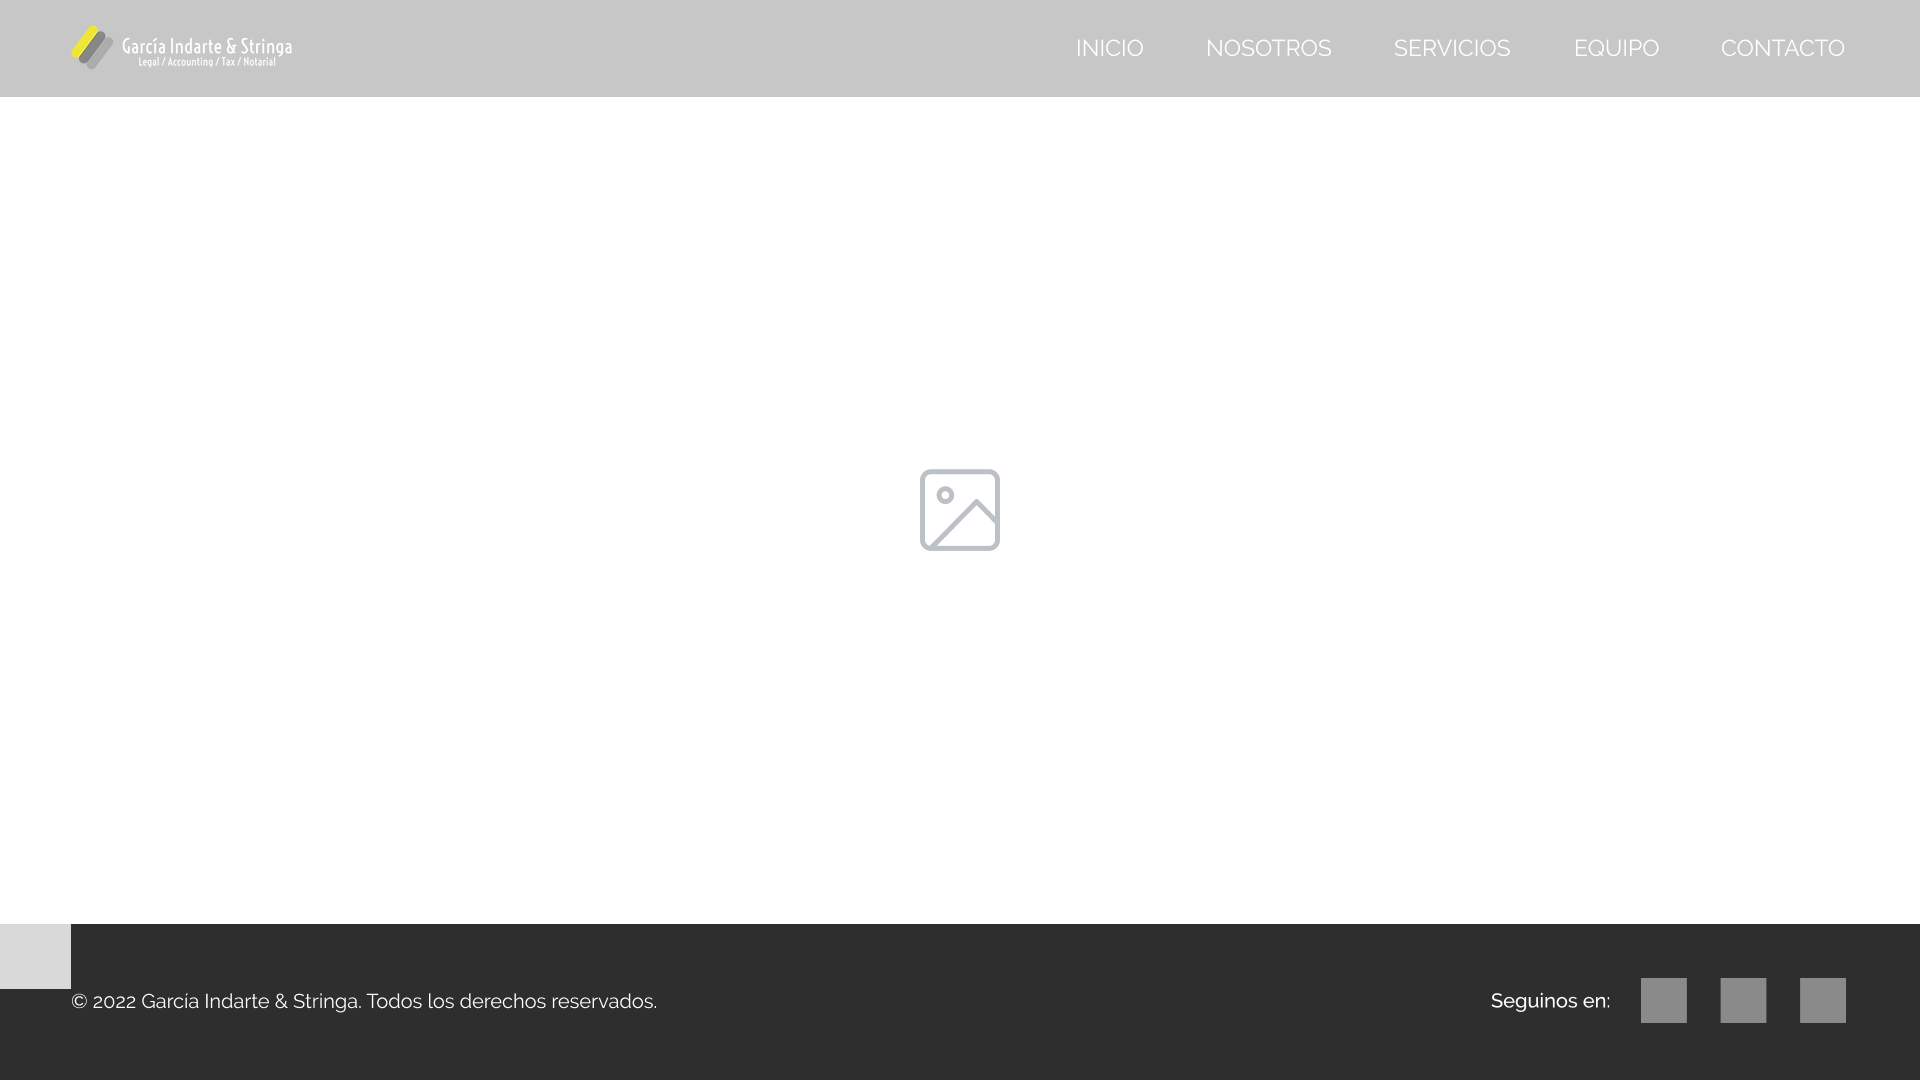 García Indarte & Stringa
Legal / Accounting / Tax / Notarial
INICIO NOSOTROS SERVICIOS EQUIPO CONTACTO
© 2022 García Indarte & Stringa. Todos los derechos reservados.
Seguinos en: